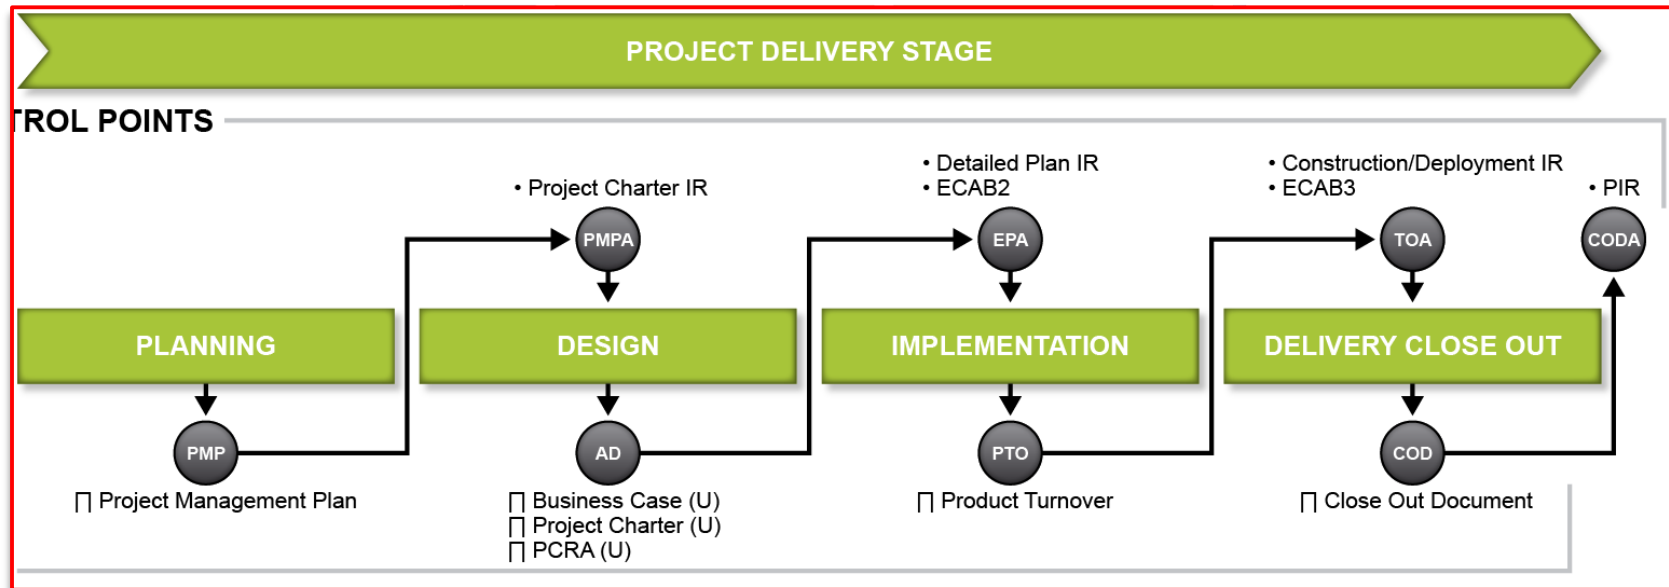 PROJECT DELIVERY STAGE
TROL POINTS
• Project Charter IR
• Detailed Plan IR
• ECAB2
• Construction/Deployment IR
• ECAB3
• PIR
PMPA
EPA
TOA
CODA
PLANNING
DESIGN
IMPLEMENTATION
DELIVERY CLOSE OUT
PMP
AD
PTO
COD
∏ Project Management Plan
∏ Business Case (U)
∏ Project Charter (U)
∏ PCRA (U)
∏ Product Turnover
∏ Close Out Document